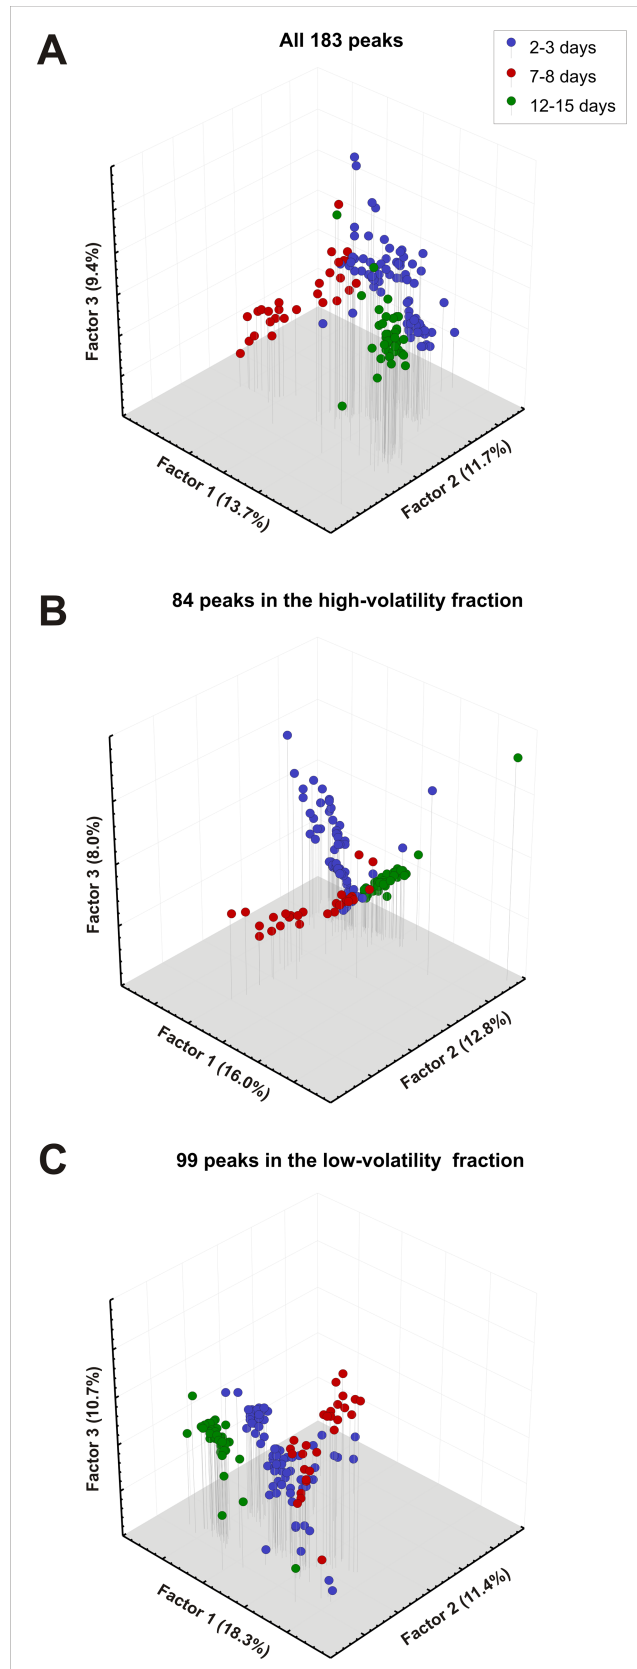 A
All 183 peaks
2-3 days
7-8 days
12-15 days
Factor 3 (9.4%)
Factor 1 (13.7%)
Factor 2 (11.7%)
B
84 peaks in the high-volatility fraction
Factor 3 (8.0%)
Factor 1 (16.0%)
Factor 2 (12.8%)
C
99 peaks in the low-volatility fraction
Factor 3 (10.7%)
Factor 1 (18.3%)
Factor 2 (11.4%)